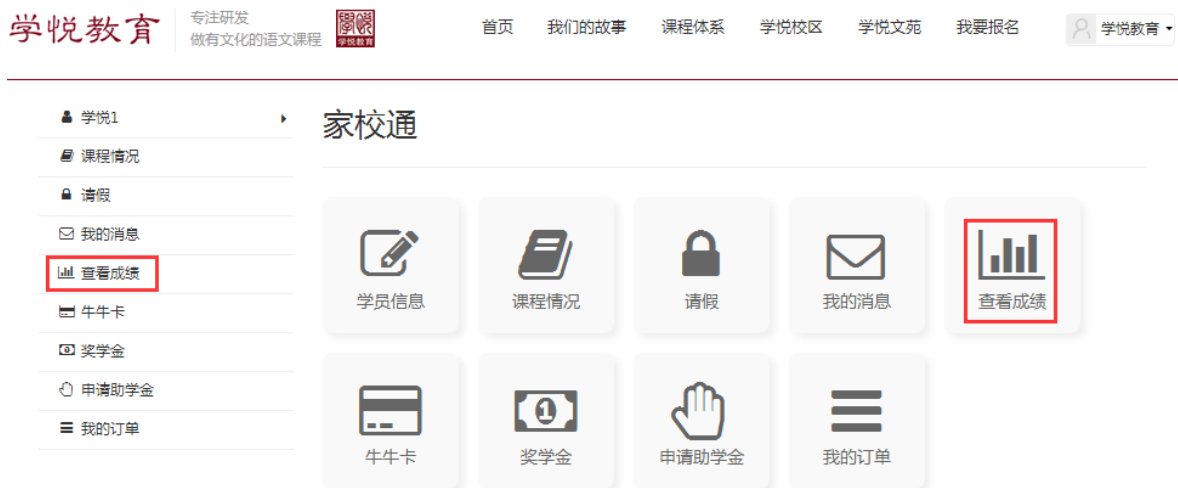 学悦教育
专注研发
做有文化的语文课程
學悅
学悦教育
首页 我们的故事 课程体系 学悦校区 学悦文苑 我要报名
学悦教育
学悦1
课程情况
请假
我的消息
查看成绩
牛牛卡
奖学金
申请助学金
我的订单
家校通
学员信息 课程情况 请假 我的消息 查看成绩
牛牛卡 奖学金 申请助学金 我的订单